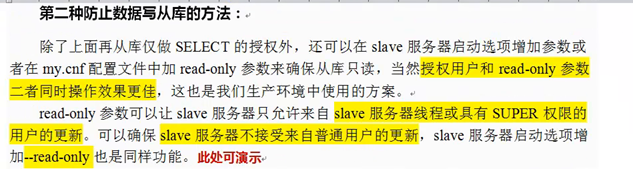 第二种防止数据写从库的方法：
除了上面再从库仅做 SELECT 的授权外，还可以在 slave 服务器启动选项增加参数或
者在 my.cnf 配置文件中加 read-only 参数来确保从库只读，当然授权用户和 read-only 参数
二者同时操作效果更佳，这也是我们生产环境中使用的方案。
read-only 参数可以让 slave 服务器只允许来自 slave 服务器线程或具有 SUPER 权限的
用户的更新。可以确保 slave 服务器不接受来自普通用户的更新，slave 服务器启动选项增
加--read-only 也是同样功能。此处可演示